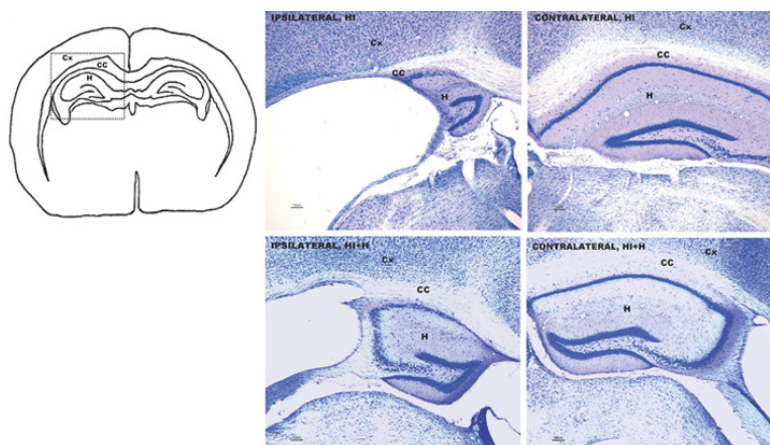 Cx
CC
H
IPSILATERAL, HI
Cx
CC
H
CONTRALATERAL, HI
Cx
CC
H
IPSILATERAL, HI+H
Cx
CC
H
CONTRALATERAL, HI+H
Cx
CC
H